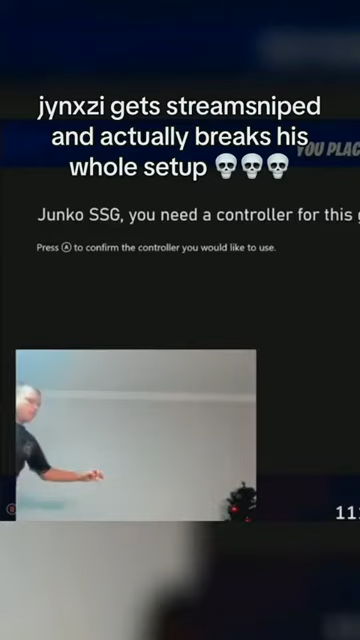 jynxzi gets streamsniped
and actually breaks his
whole setup 💀💀💀
YOU PLAC
Junko SSG, you need a controller for this
Press Ⓐ to confirm the controller you would like to use.
11